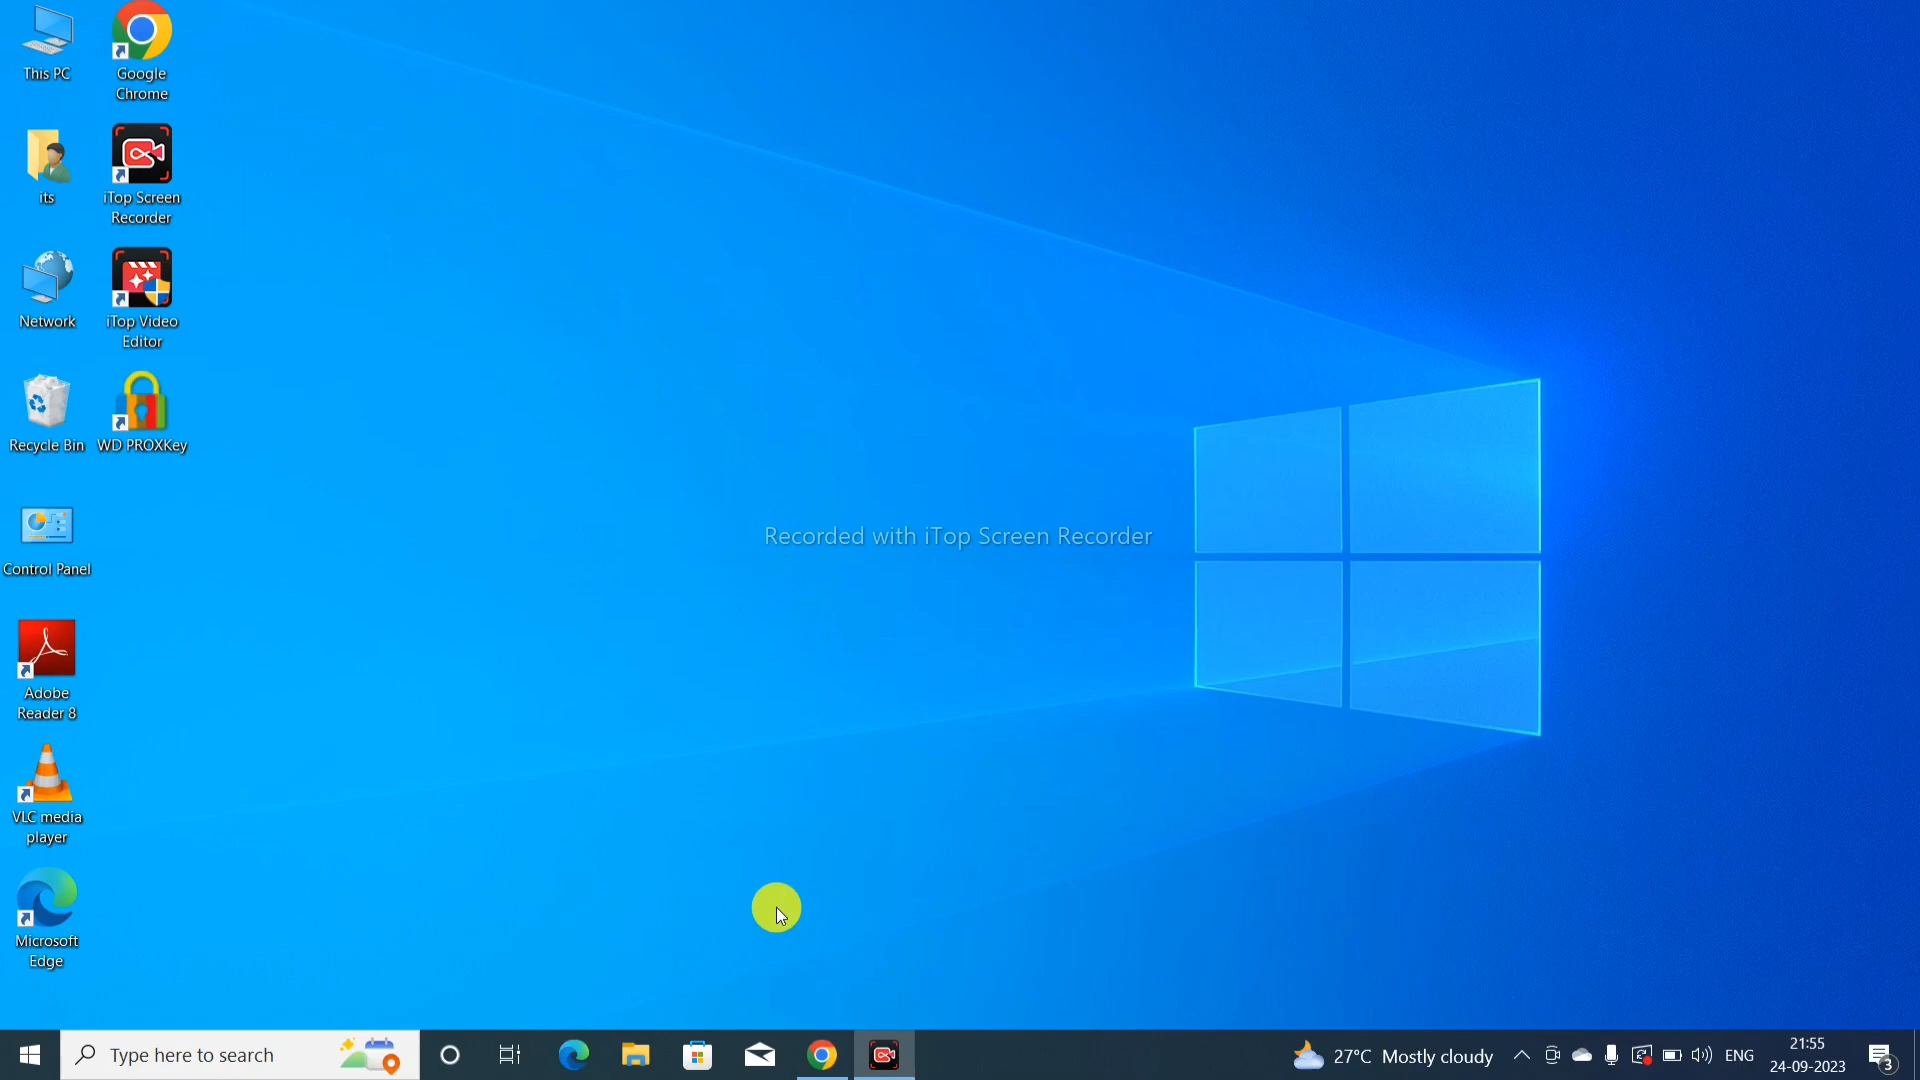 This PC
Google
Chrome
its
iTop Screen
Recorder
Network
iTop Video
Editor
Recycle Bin
WD PROXKey
Control Panel
Adobe
Reader 8
VLC media
player
Microsoft
Edge
Recorded with iTop Screen Recorder
Type here to search
27°C Mostly cloudy
ENG
21:55
24-09-2023
3